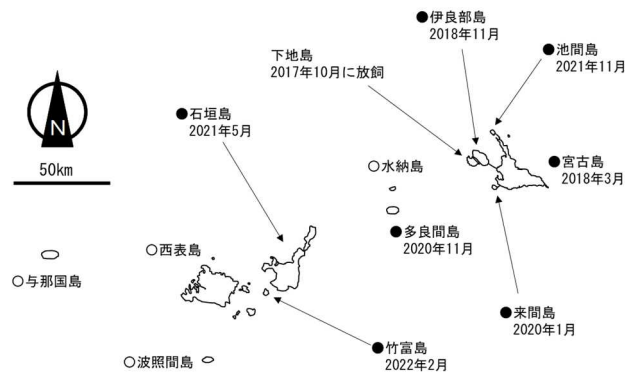 ●伊良部島
2018年11月
●池間島
2021年11月
下地島
2017年10月に放飼
●石垣島
2021年5月
N
50km
○水納島
●宮古島
2018年3月
●多良間島
2020年11月
○西表島
○与那国島
●来間島
2020年1月
●竹富島
2022年2月
○波照間島